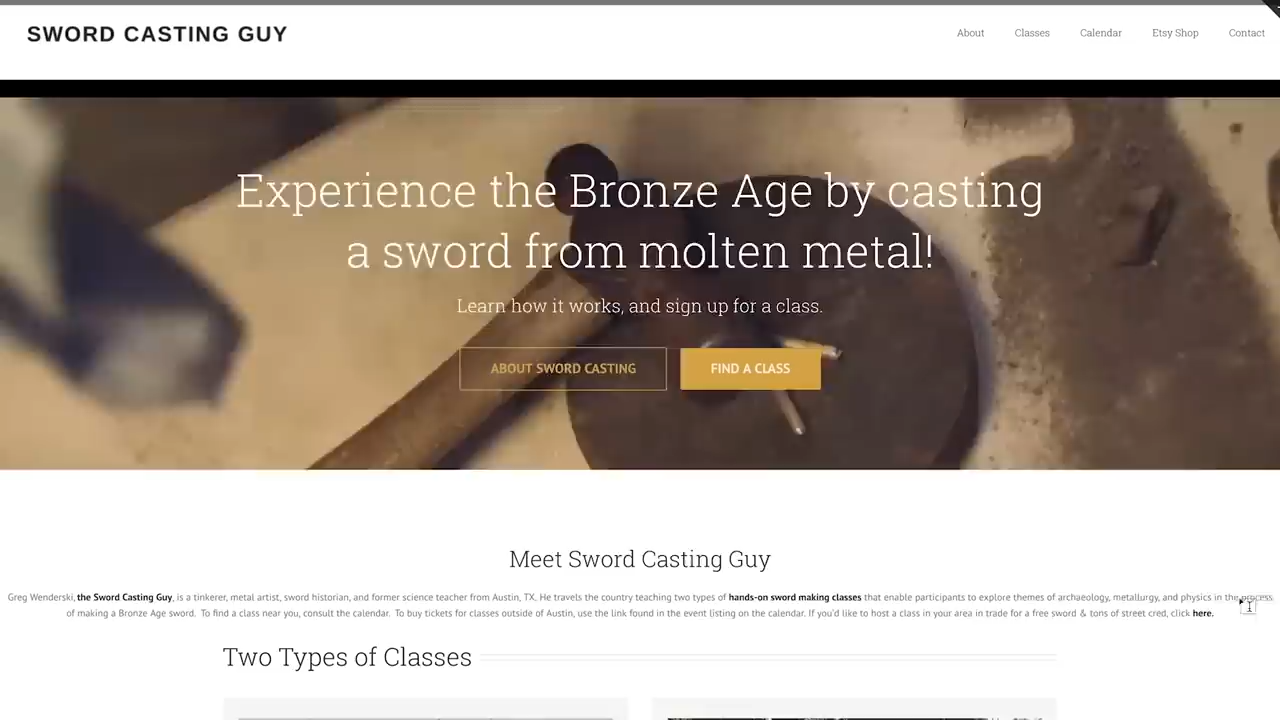 SWORD CASTING GUY
About Classes Calendar Etsy Shop Contact
Experience the Bronze Age by casting
a sword from molten metal!
Learn how it works, and sign up for a class.
ABOUT SWORD CASTING FIND A CLASS
Meet Sword Casting Guy
Greg Wenderski, the Sword Casting Guy, is a tinkerer, metal artist, sword historian, and former science teacher from Austin, TX. He travels the country teaching two types of hands-on sword making classes that enable participants to explore themes of archaeology, metallurgy, and physics in the process
of making a Bronze Age sword. To find a class near you, consult the calendar. To buy tickets for classes outside of Austin, use the link found in the event listing on the calendar. If you'd like to host a class in your area in trade for a free sword & tons of street cred, click here.
Two Types of Classes